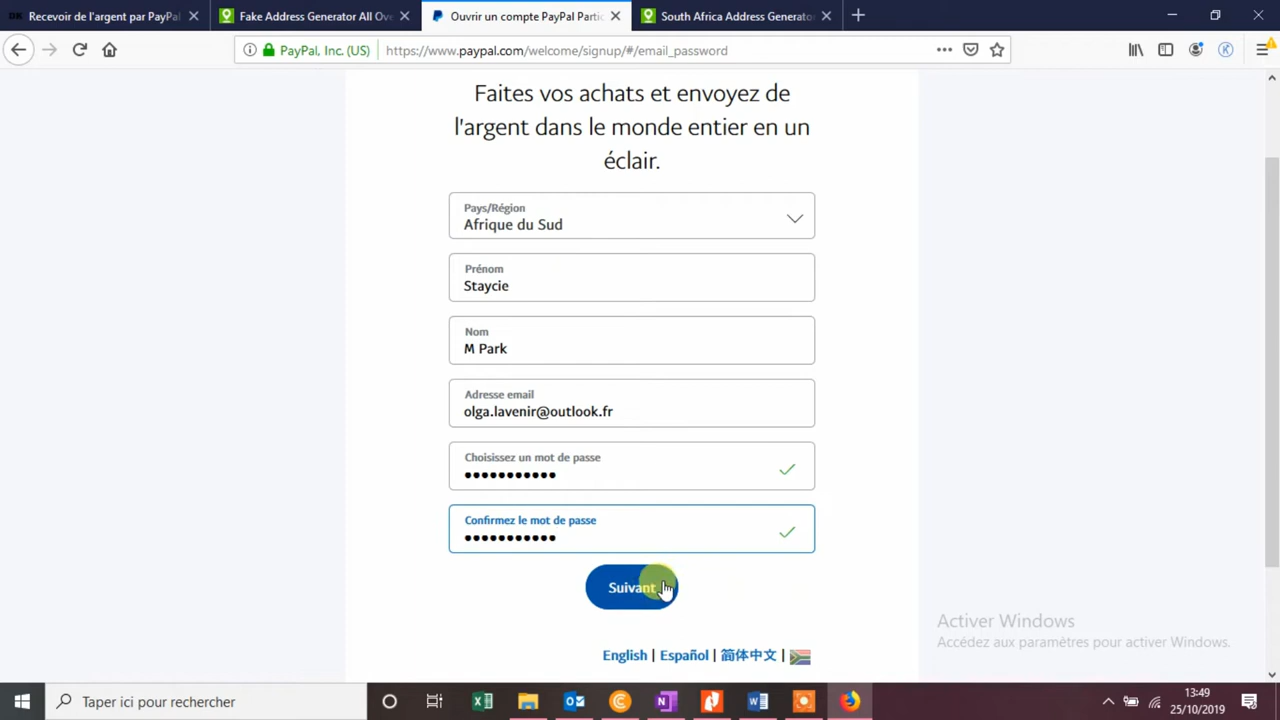 Recevoir de l'argent par PayPal
Fake Address Generator All Ov
Ouvrir un compte PayPal Partic
South Africa Address Generato
PayPal, Inc. (US)
https://www.paypal.com/welcome/signup/#/email_password
Faites vos achats et envoyez de
l'argent dans le monde entier en un
éclair.
Pays/Région
Afrique du Sud
Prénom
Staycie
Nom
M Park
Adresse email
olga.lavenir@outlook.fr
Choisissez un mot de passe
•••••••••••
Confirmez le mot de passe
•••••••••••
Suivant
English | Español | 简体中文 |
Activer Windows
Accédez aux paramètres pour activer Windows.
Taper ici pour rechercher
13:49
25/10/2019